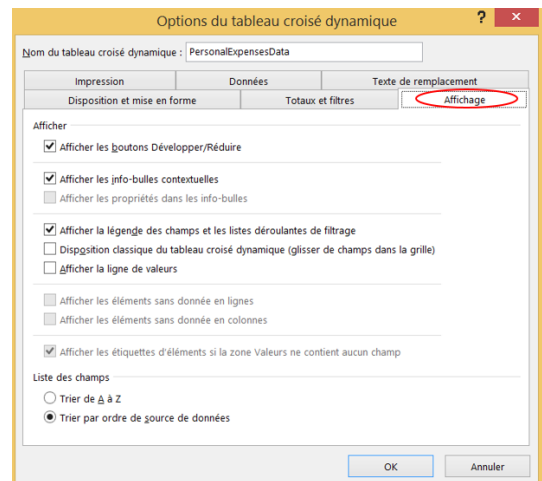 Options du tableau croisé dynamique
? ×
Nom du tableau croisé dynamique : PersonalExpensesData
Impression Données Texte de remplacement
Disposition et mise en forme Totaux et filtres Affichage
Afficher
Afficher les boutons Développer/Réduire
Afficher les info-bulles contextuelles
Afficher les propriétés dans les info-bulles
Afficher la légende des champs et les listes déroulantes de filtrage
Disposition classique du tableau croisé dynamique (glisser de champs dans la grille)
Afficher la ligne de valeurs
Afficher les éléments sans donnée en lignes
Afficher les éléments sans donnée en colonnes
Afficher les étiquettes d'éléments si la zone Valeurs ne contient aucun champ
Liste des champs
Trier de A à Z
Trier par ordre de source de données
OK Annuler